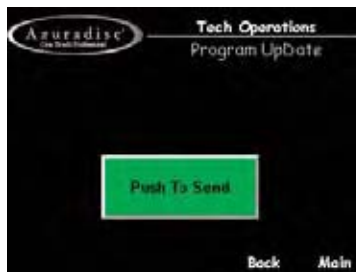 Azuradisc
Tech Operations
Program UpDate
Push To Send
Back Main